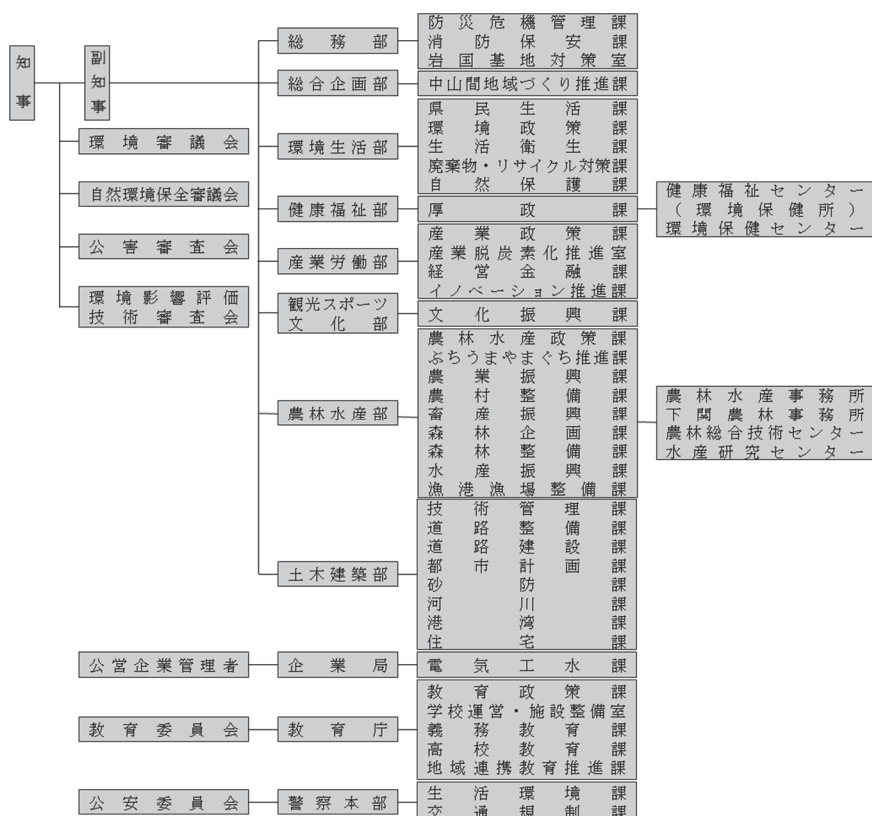 知事
副知事
環境審議会
自然環境保全審議会
公害審査会
環境影響評価
技術審査会
総務部
防災危機管理課
消防保安課
岩国基地対策室
総合企画部
中山間地域づくり推進課
環境生活部
県民生活課
環境政策課
生活衛生課
廃棄物・リサイクル対策課
自然保護課
健康福祉部
厚政課
健康福祉センター
(環境保健所)
環境保健センター
産業労働部
産業政策課
産業脱炭素化推進室
経営金融課
イノベーション推進課
観光スポーツ
文化部
文化振興課
農林水産部
農林水産政策課
ぶちうまやまぐち推進課
農業振興課
農村整備課
畜産振興課
森林企画課
森林整備課
水産振興課
漁港漁場整備課
農林水産事務所
下関農林事務所
農林総合技術センター
水産研究センター
土木建築部
技術管理課
道路整備課
道路建設課
都市計画課
砂防課
河川課
港湾課
住宅課
公営企業管理者
企業局
電気工水課
教育委員会
教育庁
教育政策課
学校運営・施設整備室
義務教育課
高校教育課
地域連携教育推進課
公安委員会
警察本部
生活環境課
交通規制課